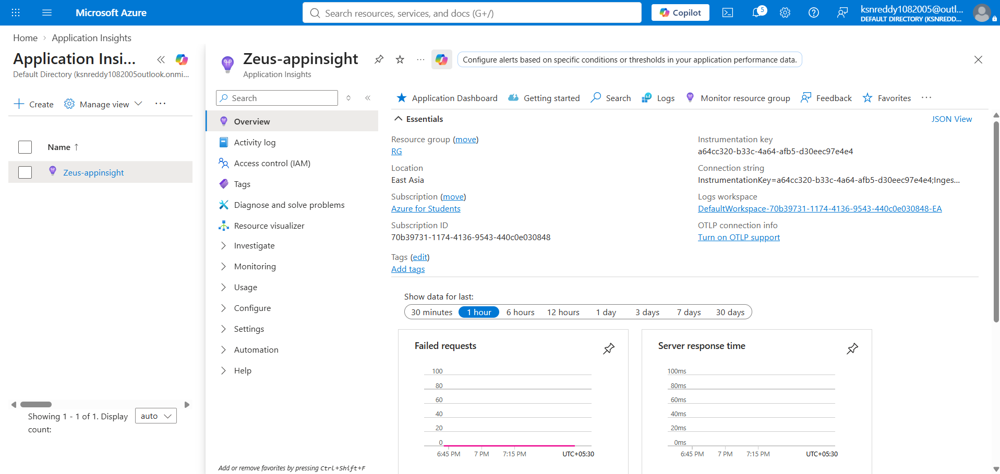 Microsoft Azure
Search resources, services, and docs (G+/)
Copilot
5
ksnreddy1082005@outl...
DEFAULT DIRECTORY (KSNREDD...
Home > Application Insights
Application Insi...
Default Directory (ksnreddy1082005outlook.onmi...
Create
Manage view
Name ↑
Zeus-appinsight
Showing 1 - 1 of 1. Display
count:
auto
Zeus-appinsight
Application Insights
Configure alerts based on specific conditions or thresholds in your application performance data.
Search
Overview
Activity log
Access control (IAM)
Tags
Diagnose and solve problems
Resource visualizer
Investigate
Monitoring
Usage
Configure
Settings
Automation
Help
Add or remove favorites by pressing Ctrl+Shift+F
Application Dashboard
Getting started
Search
Logs
Monitor resource group
Feedback
Favorites
Essentials
JSON View
Resource group (move)
RG
Location
East Asia
Subscription (move)
Azure for Students
Subscription ID
70b39731-1174-4136-9543-440c0e030848
Instrumentation key
a64cc320-b33c-4a64-afb5-d30eec97e4e4
Connection string
InstrumentationKey=a64cc320-b33c-4a64-afb5-d30eec97e4e4;Inges...
Logs workspace
DefaultWorkspace-70b39731-1174-4136-9543-440c0e030848-EA
OTLP connection info
Turn on OTLP support
Tags (edit)
Add tags
Show data for last:
30 minutes
1 hour
6 hours
12 hours
1 day
3 days
7 days
30 days
Failed requests
100
80
60
40
20
0
6:45 PM
7 PM
7:15 PM
UTC+05:30
Server response time
100ms
80ms
60ms
40ms
20ms
0ms
6:45 PM
7 PM
7:15 PM
UTC+05:30